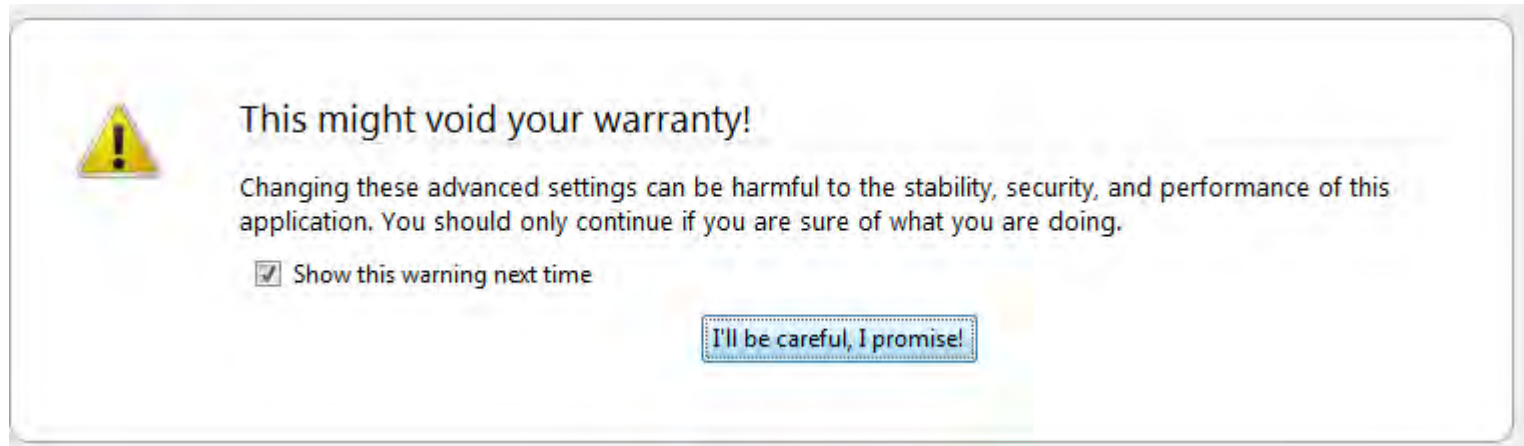 This might void your warranty!
Changing these advanced settings can be harmful to the stability, security, and performance of this
application. You should only continue if you are sure of what you are doing.
Show this warning next time
I'll be careful, I promise!